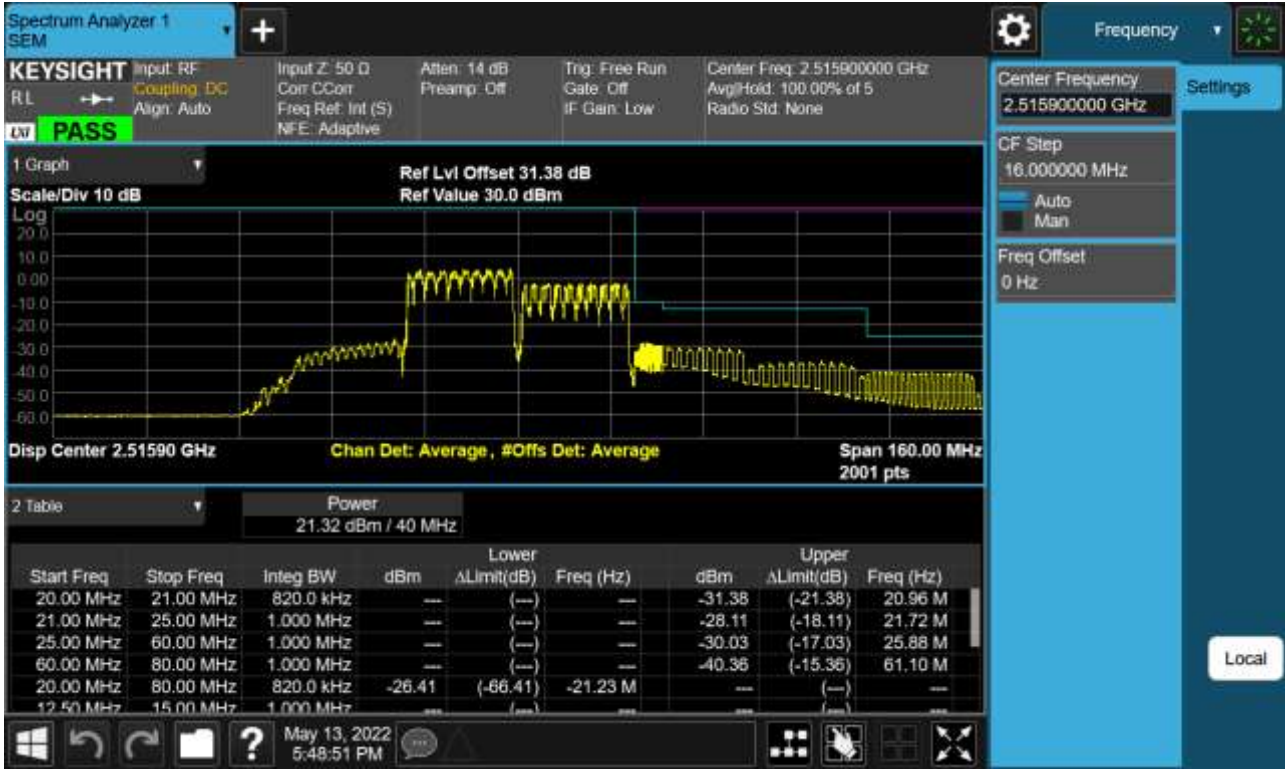 Spectrum Analyzer 1
SEM
+
Frequency
KEYSIGHT
RL
LXI
PASS
Input: RF
Coupling: DC
Align: Auto
Input Z: 50 Ω
Corr CCorr
Freq Ref: Int (S)
NFE: Adaptive
Atten: 14 dB
Preamp: Off
Trig: Free Run
Gate: Off
IF Gain: Low
Center Freq: 2.515900000 GHz
Avg|Hold: 100.00% of 5
Radio Std: None
Center Frequency
2.515900000 GHz
Settings
CF Step
16.000000 MHz
Auto
Man
Freq Offset
0 Hz
Local
1 Graph
Scale/Div 10 dB
Ref Lvl Offset 31.38 dB
Ref Value 30.0 dBm
Log
20.0
10.0
0.00
-10.0
-20.0
-30.0
-40.0
-50.0
-60.0
Disp Center 2.51590 GHz
Chan Det: Average, #Offs Det: Average
Span 160.00 MHz
2001 pts
2 Table
Power
21.32 dBm / 40 MHz
Lower Upper
Start Freq Stop Freq Integ BW dBm ΔLimit(dB) Freq (Hz) dBm ΔLimit(dB) Freq (Hz)
20.00 MHz 21.00 MHz 820.0 kHz --- (---) --- -31.38 (-21.38) 20.96 M
21.00 MHz 25.00 MHz 1.000 MHz --- (---) --- -28.11 (-18.11) 21.72 M
25.00 MHz 60.00 MHz 1.000 MHz --- (---) --- -30.03 (-17.03) 25.88 M
60.00 MHz 80.00 MHz 1.000 MHz --- (---) --- -40.36 (-15.36) 61.10 M
20.00 MHz 80.00 MHz 820.0 kHz -26.41 (-66.41) -21.23 M --- (---) ---
12.50 MHz 15.00 MHz 1.000 MHz --- (---) --- --- (---) ---
?
May 13, 2022
5:48:51 PM